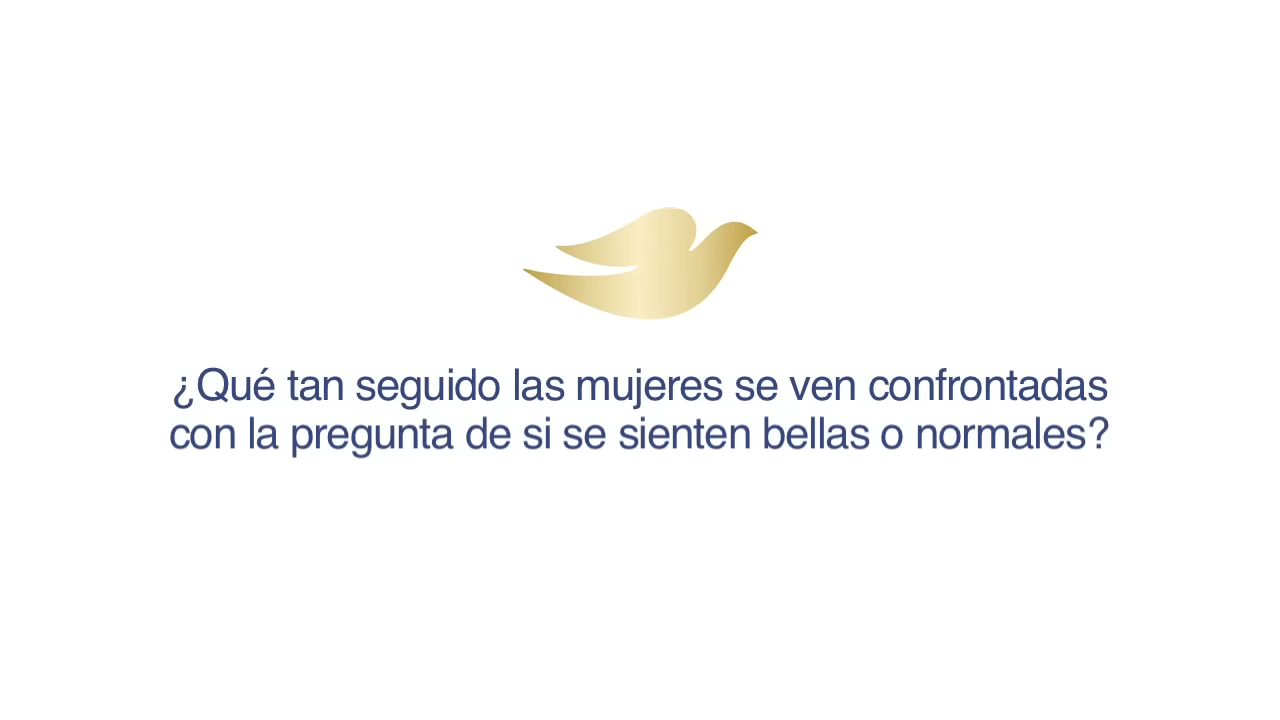 ¿Qué tan seguido las mujeres se ven confrontadas
con la pregunta de si se sienten bellas o normales?